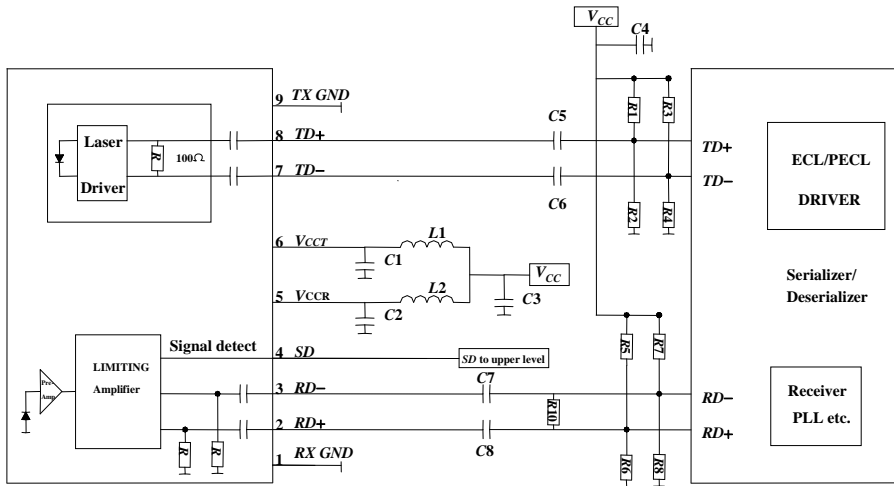 VCC
C4
9 TX GND
C5
R1
R3
Laser
Driver
R
100Ω
8 TD+
TD+
ECL/PECL
DRIVER
7 TD−
TD−
C6
R2
R4
6 VCCT
C1
L1
VCC
C3
Serializer/
Deserializer
5 VCCR
C2
L2
Signal detect
4 SD
SD to upper level
R5
R7
LIMITING
Amplifier
Pre-
Amp
3 RD−
C7
R10
RD−
Receiver
PLL etc.
2 RD+
C8
RD+
R
R
R6
R8
1 RX GND